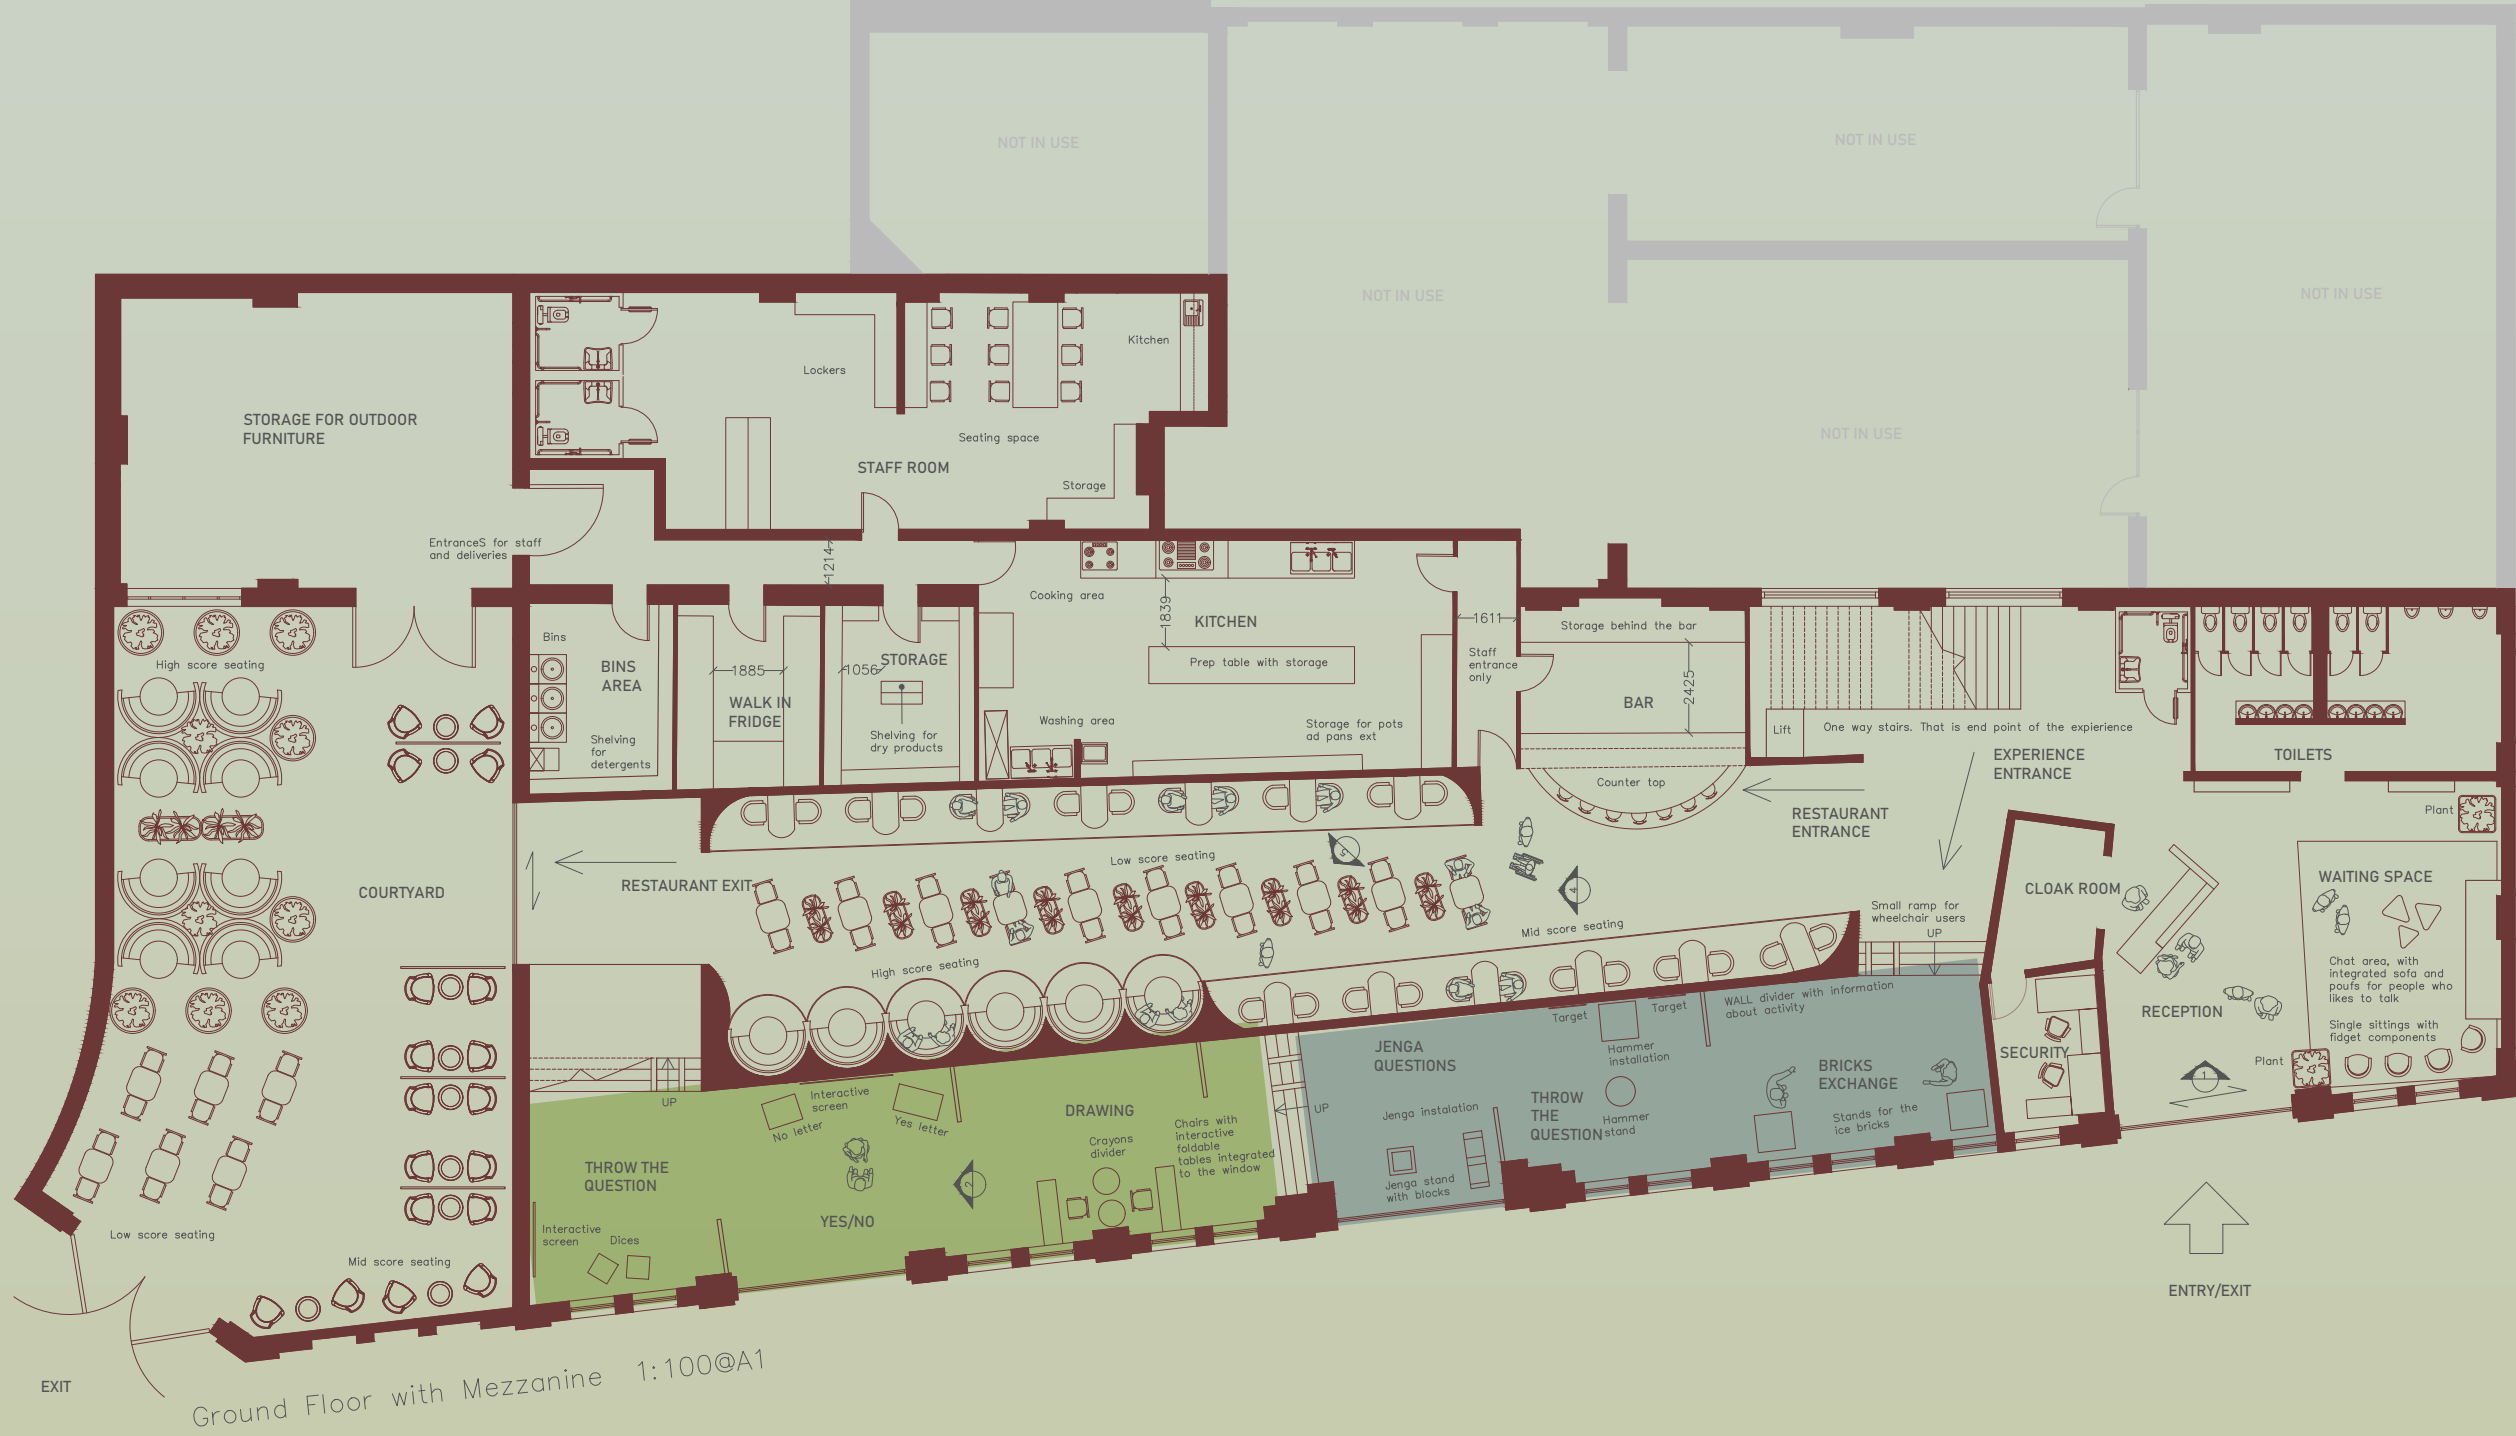 NOT IN USE
NOT IN USE
NOT IN USE
NOT IN USE
NOT IN USE
STORAGE FOR OUTDOOR
FURNITURE
EntranceS for staff
and deliveries
Lockers
Kitchen
Seating space
STAFF ROOM
Storage
1214
Cooking area
1839
KITCHEN
Prep table with storage
1611
Staff
entrance
only
Washing area
Storage for pots
ad pans ext
Bins
BINS
AREA
Shelving
for
detergents
1885
WALK IN
FRIDGE
1056
STORAGE
Shelving for
dry products
Storage behind the bar
BAR
2425
Counter top
Lift
One way stairs. That is end point of the expierience
EXPERIENCE
ENTRANCE
RESTAURANT
ENTRANCE
TOILETS
Plant
High score seating
COURTYARD
RESTAURANT EXIT
Low score seating
Mid score seating
High score seating
Small ramp for
wheelchair users
UP
CLOAK ROOM
WAITING SPACE
Chat area, with
integrated sofa and
poufs for people who
likes to talk
Single sittings with
fidget components
Plant
RECEPTION
SECURITY
1
5
4
Low score seating
Mid score seating
UP
THROW THE
QUESTION
Interactive
screen
Dices
Interactive
screen
No letter
Yes letter
YES/NO
2
DRAWING
Crayons
divider
Chairs with
interactive
foldable
tables integrated
to the window
UP
JENGA
QUESTIONS
Jenga instalation
Jenga stand
with blocks
Target
Target
Hammer
installation
THROW
THE
QUESTION
Hammer
stand
WALL divider with information
about activity
BRICKS
EXCHANGE
Stands for the
ice bricks
ENTRY/EXIT
EXIT
Ground Floor with Mezzanine 1:100@A1